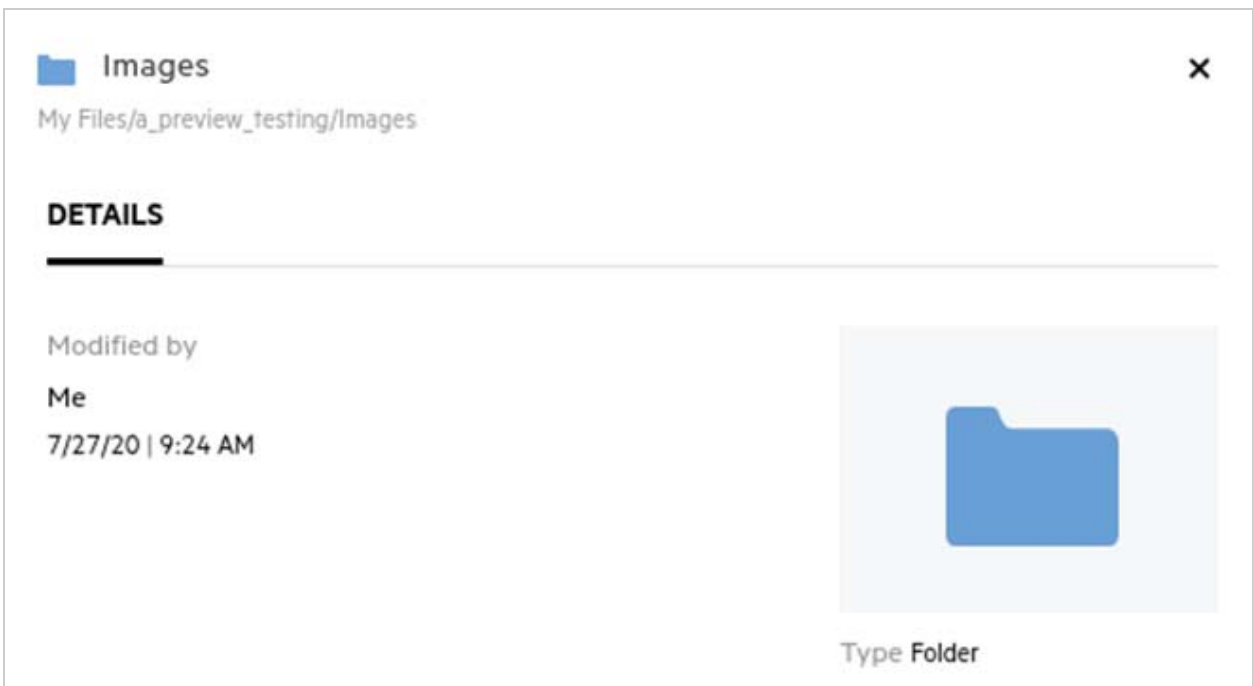 Images
My Files/a_preview_testing/Images
DETAILS
Modified by
Me
7/27/20 | 9:24 AM
Type Folder